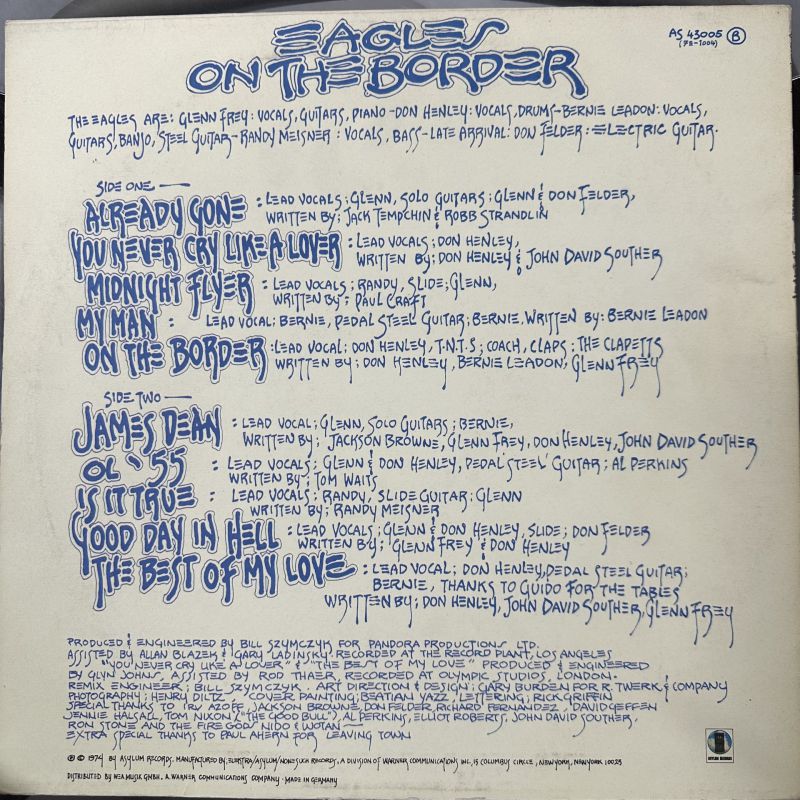 EAGLES
ON THE BORDER
AS 43005 B
(7E-1004)
THE EAGLES ARE: GLENN FREY: VOCALS, GUITARS, PIANO - DON HENLEY: VOCALS, DRUMS - BERNIE LEADON: VOCALS,
GUITARS, BANJO, STEEL GUITAR - RANDY MEISNER: VOCALS, BASS - LATE ARRIVAL: DON FELDER: ELECTRIC GUITAR.
SIDE ONE —
ALREADY GONE : LEAD VOCALS; GLENN, SOLO GUITARS; GLENN & DON FELDER,
WRITTEN BY; JACK TEMPCHIN & ROBB STRANDLIN
YOU NEVER CRY LIKE A LOVER : LEAD VOCALS; DON HENLEY,
WRITTEN BY: DON HENLEY & JOHN DAVID SOUTHER
MIDNIGHT FLYER : LEAD VOCALS; RANDY, SLIDE; GLENN,
WRITTEN BY: PAUL CRAFT
MY MAN : LEAD VOCAL: BERNIE, PEDAL STEEL GUITAR; BERNIE, WRITTEN BY: BERNIE LEADON
ON THE BORDER : LEAD VOCAL: DON HENLEY, T.N.T.S; COACH, CLAPS; THE CLAPETTS
WRITTEN BY; DON HENLEY, BERNIE LEADON, GLENN FREY
SIDE TWO —
JAMES DEAN : LEAD VOCAL; GLENN, SOLO GUITARS; BERNIE,
WRITTEN BY; JACKSON BROWNE, GLENN FREY, DON HENLEY, JOHN DAVID SOUTHER
OL '55 : LEAD VOCALS; GLENN & DON HENLEY, PEDAL STEEL GUITAR; AL PERKINS
WRITTEN BY; TOM WAITS
IS IT TRUE : LEAD VOCALS; RANDY, SLIDE GUITAR; GLENN
WRITTEN BY; RANDY MEISNER
GOOD DAY IN HELL : LEAD VOCALS; GLENN & DON HENLEY, SLIDE; DON FELDER
WRITTEN BY; GLENN FREY & DON HENLEY
THE BEST OF MY LOVE : LEAD VOCAL; DON HENLEY, PEDAL STEEL GUITAR;
BERNIE, THANKS TO GUIDO FOR THE TABLES
WRITTEN BY; DON HENLEY, JOHN DAVID SOUTHER, GLENN FREY
PRODUCED & ENGINEERED BY BILL SZYMCZYK FOR PANDORA PRODUCTIONS LTD.
ASSISTED BY ALLAN BLAZEK & GARY LADINSKY. RECORDED AT THE RECORD PLANT, LOS ANGELES
"YOU NEVER CRY LIKE A LOVER" & "THE BEST OF MY LOVE" PRODUCED & ENGINEERED
BY GLYN JOHNS, ASSISTED BY ROD THAER, RECORDED AT OLYMPIC STUDIOS, LONDON.
REMIX ENGINEER; BILL SZYMCZYK. ART DIRECTION & DESIGN; GARY BURDEN FOR R. TWERK & COMPANY
PHOTOGRAPHY; HENRY DILTZ. COVER PAINTING; BEATIAN YAZZ, LETTERING; RICK GRIFFIN
SPECIAL THANKS TO IRV AZOFF, JACKSON BROWNE, DON FELDER, RICHARD FERNANDEZ, DAVID GEFFEN
JENNIE HALSALL, TOM NIXON ("THE GOOD BULL"), AL PERKINS, ELLIOT ROBERTS, JOHN DAVID SOUTHER,
RON STONE AND THE FIRE GODS NIDO & WOTAN —
EXTRA SPECIAL THANKS TO PAUL AHERN FOR LEAVING TOWN
℗ © 1974 BY ASYLUM RECORDS. MANUFACTURED BY ELEKTRA/ASYLUM/NONESUCH RECORDS, A DIVISION OF WARNER COMMUNICATIONS INC, 15 COLUMBUS CIRCLE, NEW YORK, NEW YORK 10023
DISTRIBUTED BY WEA MUSIK GMBH. A WARNER COMMUNICATIONS COMPANY · MADE IN GERMANY
ASYLUM RECORDS